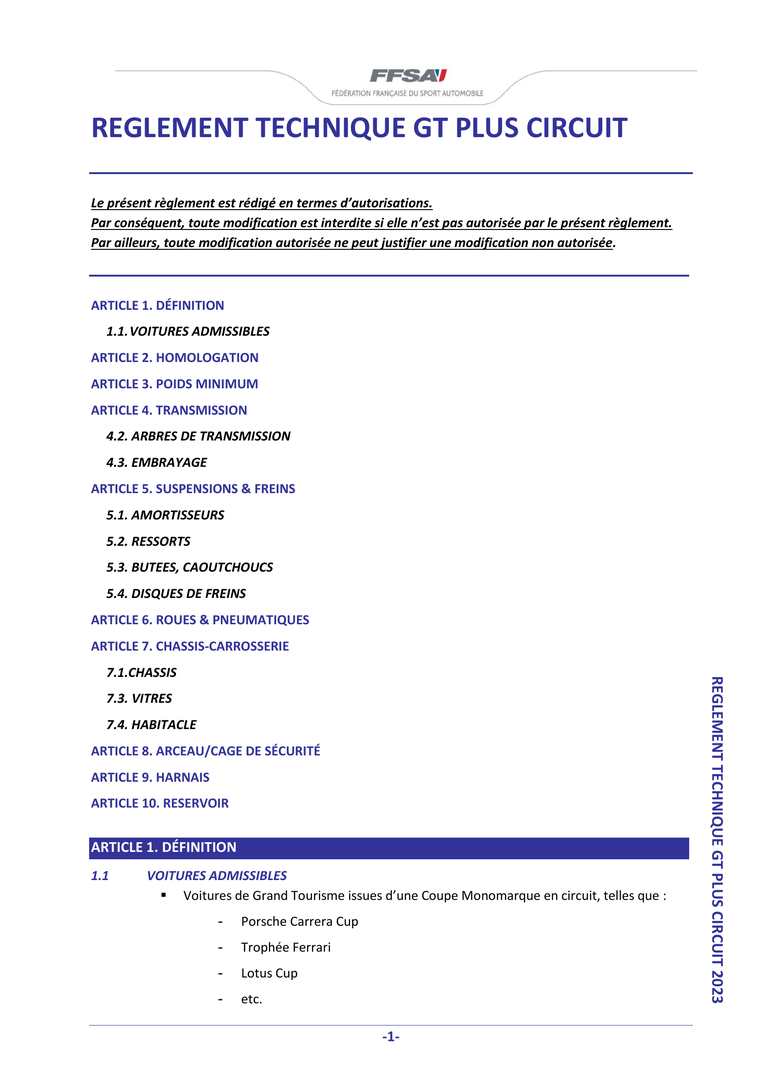 FFSA
FÉDÉRATION FRANÇAISE DU SPORT AUTOMOBILE
REGLEMENT TECHNIQUE GT PLUS CIRCUIT
Le présent règlement est rédigé en termes d’autorisations.
Par conséquent, toute modification est interdite si elle n’est pas autorisée par le présent règlement.
Par ailleurs, toute modification autorisée ne peut justifier une modification non autorisée.
ARTICLE 1. DÉFINITION
1.1.VOITURES ADMISSIBLES
ARTICLE 2. HOMOLOGATION
ARTICLE 3. POIDS MINIMUM
ARTICLE 4. TRANSMISSION
4.2. ARBRES DE TRANSMISSION
4.3. EMBRAYAGE
ARTICLE 5. SUSPENSIONS & FREINS
5.1. AMORTISSEURS
5.2. RESSORTS
5.3. BUTEES, CAOUTCHOUCS
5.4. DISQUES DE FREINS
ARTICLE 6. ROUES & PNEUMATIQUES
ARTICLE 7. CHASSIS-CARROSSERIE
7.1.CHASSIS
7.3. VITRES
7.4. HABITACLE
ARTICLE 8. ARCEAU/CAGE DE SÉCURITÉ
ARTICLE 9. HARNAIS
ARTICLE 10. RESERVOIR
ARTICLE 1. DÉFINITION
1.1 VOITURES ADMISSIBLES
▪ Voitures de Grand Tourisme issues d’une Coupe Monomarque en circuit, telles que :
- Porsche Carrera Cup
- Trophée Ferrari
- Lotus Cup
- etc.
-1-
REGLEMENT TECHNIQUE GT PLUS CIRCUIT 2023